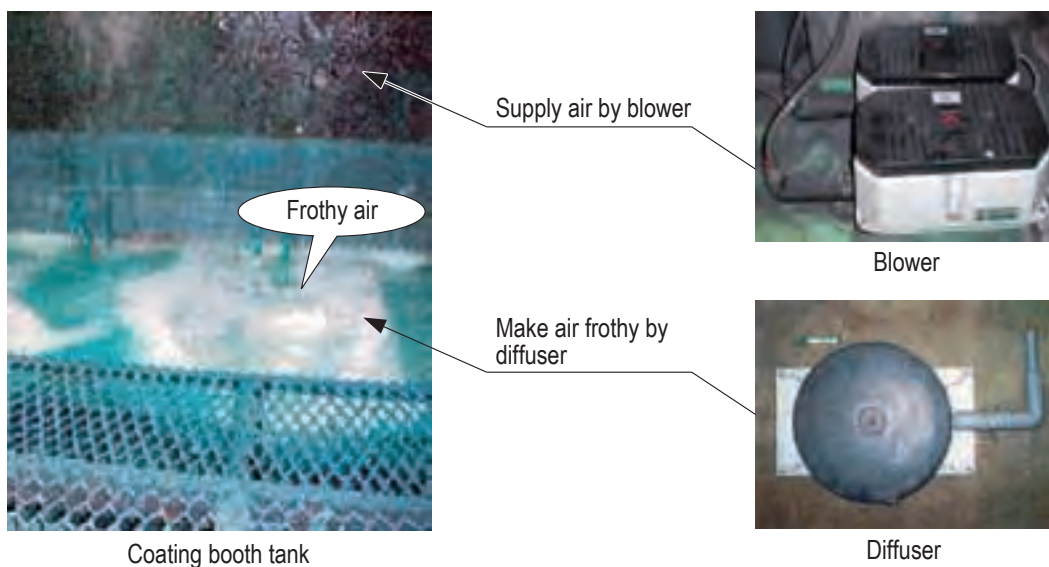 Supply air by blower
Frothy air
Blower
Make air frothy by
diffuser
Coating booth tank
Diffuser